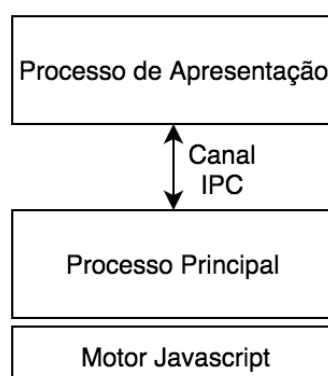 Processo de Apresentação
Canal
IPC
Processo Principal
Motor Javascript